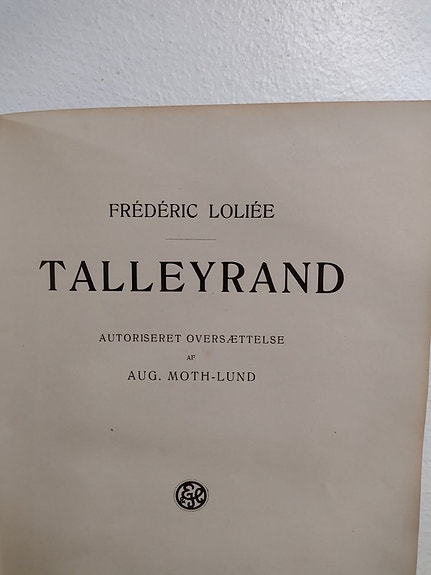 FRÉDÉRIC LOLIÉE
TALLEYRAND
AUTORISERET OVERSÆTTELSE
AF
AUG. MOTH-LUND